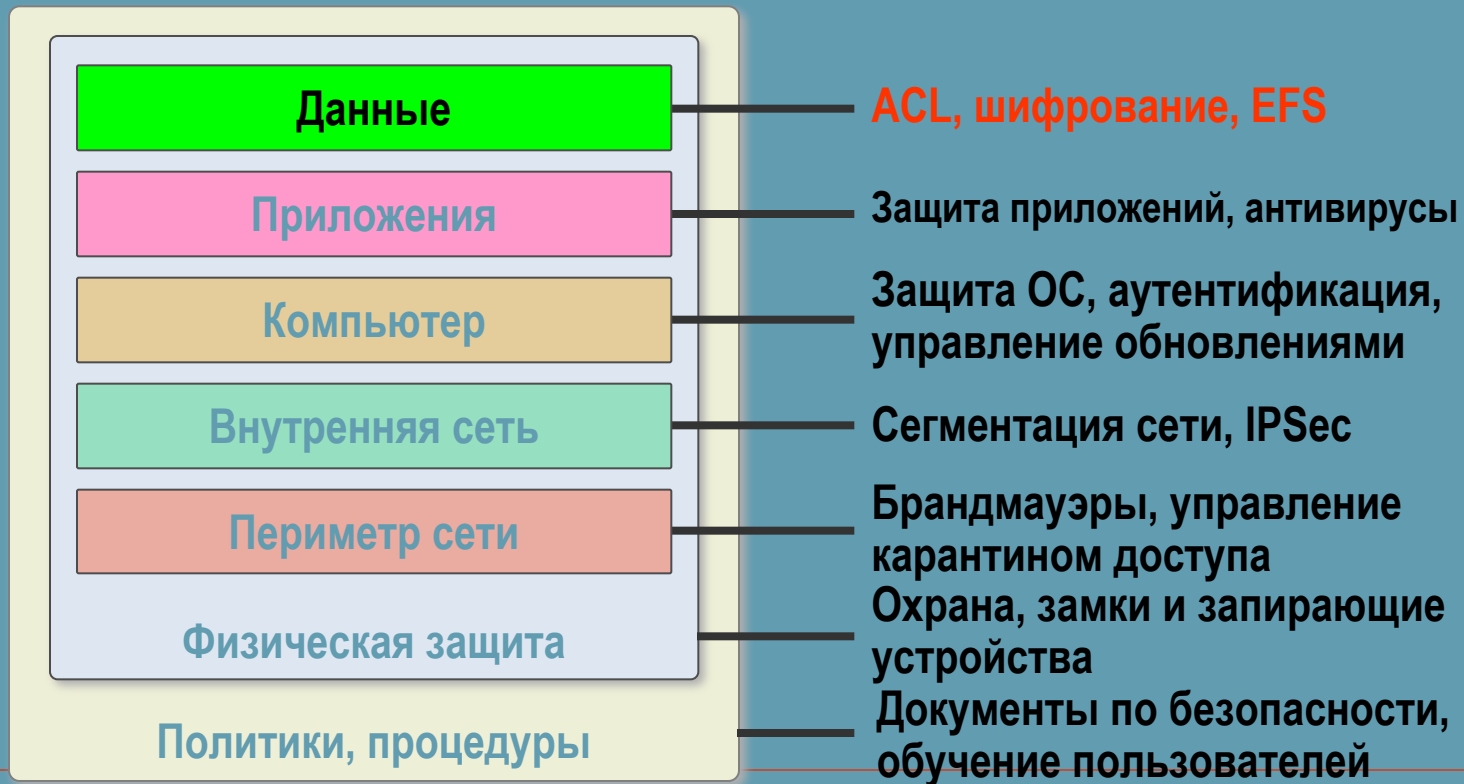 Данные
ACL, шифрование, EFS
Приложения
Защита приложений, антивирусы
Компьютер
Защита ОС, аутентификация,
управление обновлениями
Внутренняя сеть
Сегментация сети, IPSec
Периметр сети
Брандмауэры, управление
карантином доступа
Физическая защита
Охрана, замки и запирающие
устройства
Политики, процедуры
Документы по безопасности,
обучение пользователей